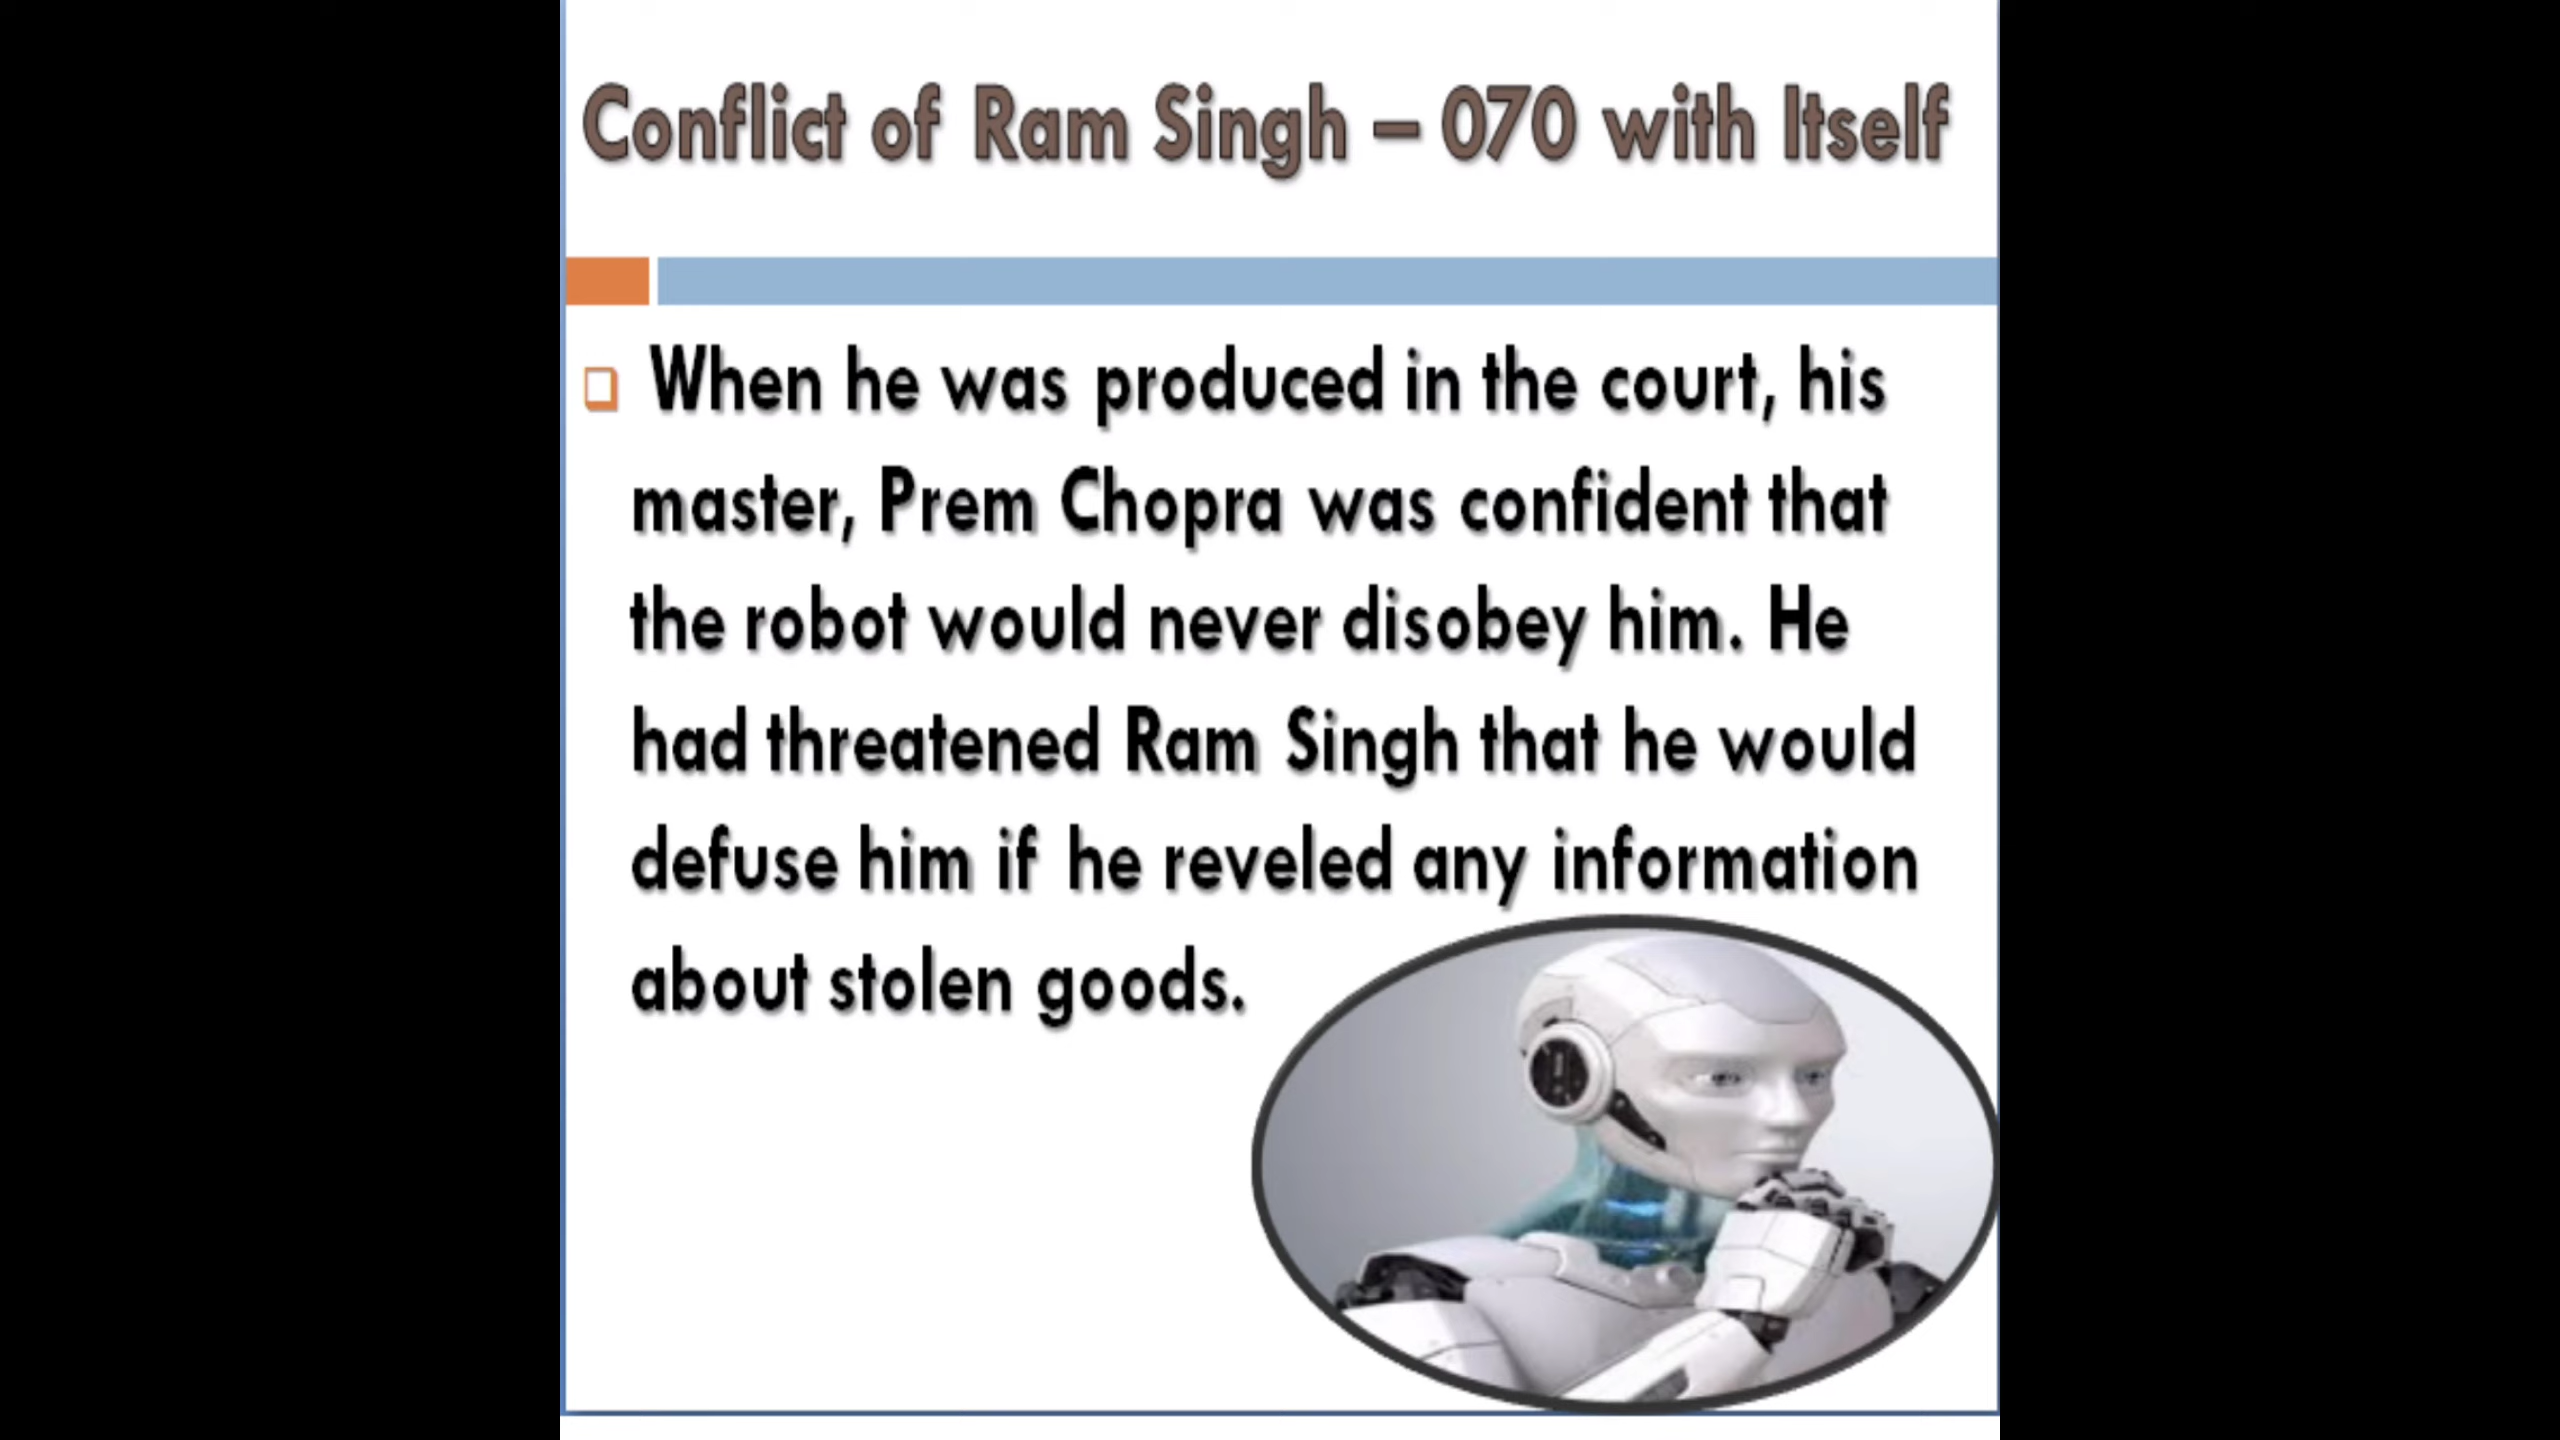 Conflict of Ram Singh – 070 with Itself
When he was produced in the court, his
master, Prem Chopra was confident that
the robot would never disobey him. He
had threatened Ram Singh that he would
defuse him if he reveled any information
about stolen goods.